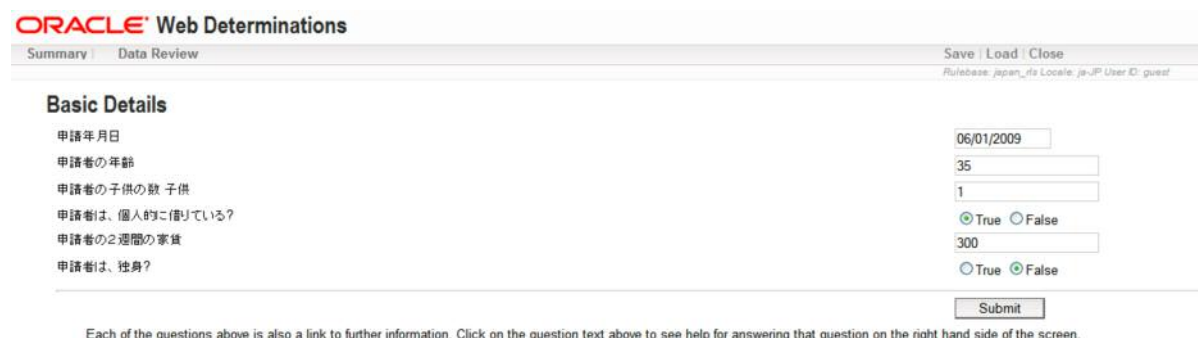 ORACLE® Web Determinations
Summary | Data Review Save | Load | Close
Rulebase: japan_rls Locale: ja-JP User ID: guest
Basic Details
申請年月日 06/01/2009
申請者の年齢 35
申請者の子供の数 子供 1
申請者は、個人的に借りている? True False
申請者の2週間の家賃 300
申請者は、独身? True False
Submit
Each of the questions above is also a link to further information. Click on the question text above to see help for answering that question on the right hand side of the screen.